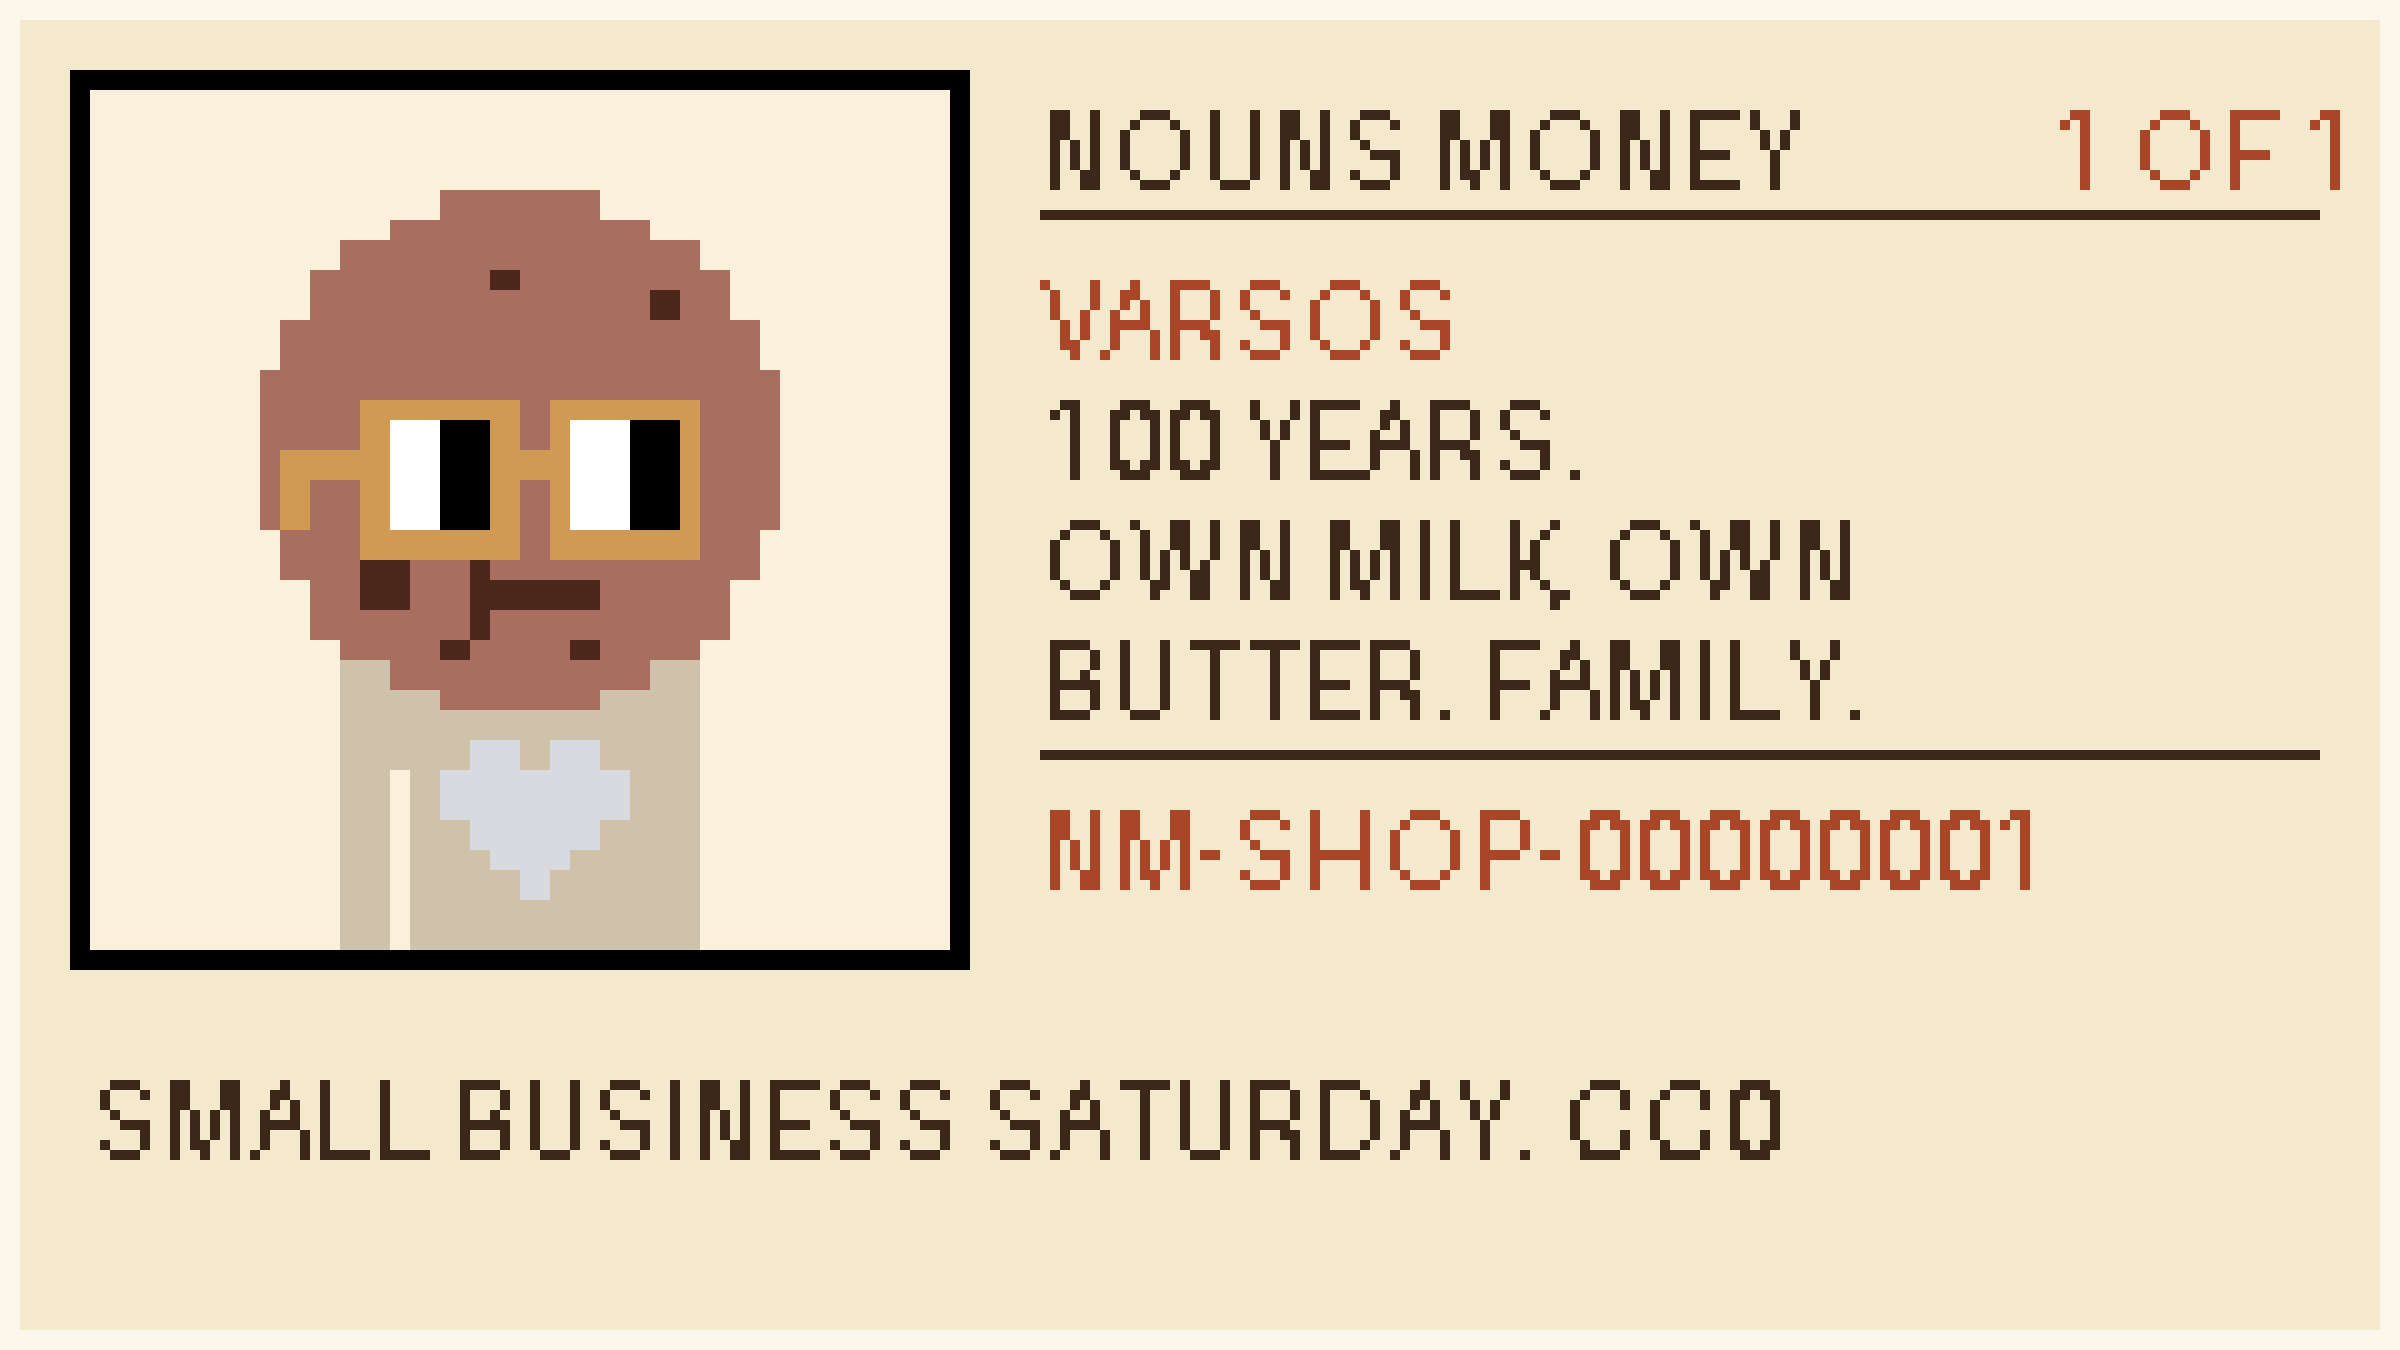 NOUNS MONEY 1 OF 1
VARSOS
100 YEARS.
OWN MILK, OWN
BUTTER. FAMILY.
NM-SHOP-00000001
SMALL BUSINESS SATURDAY. CC0